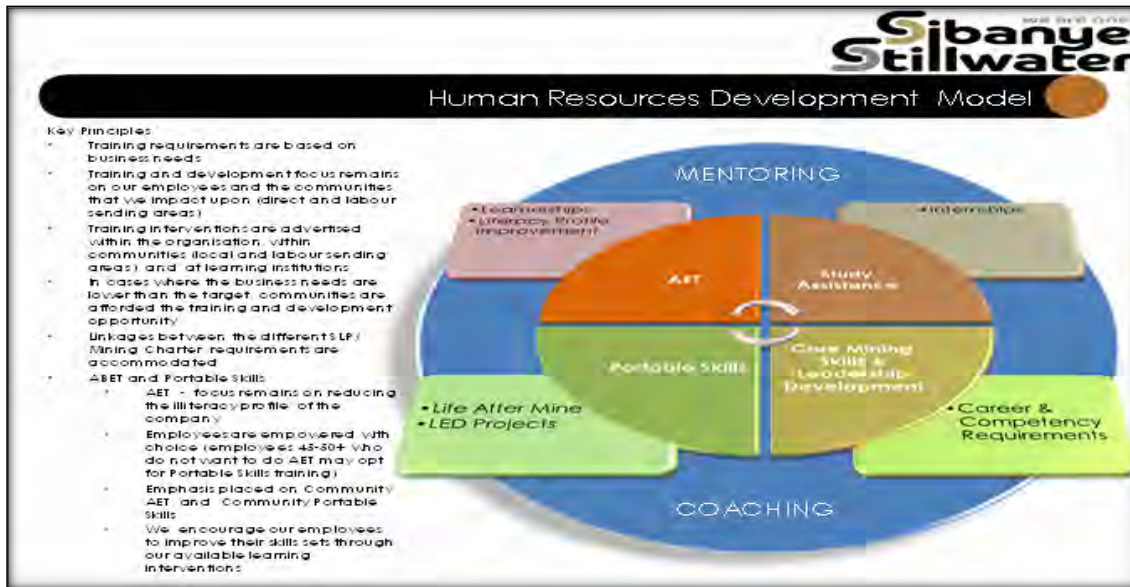 we are one
Sibanye
Stillwater
Human Resources Development Model
Key Principles
• Training requirements are based on
business needs
• Training and development focus remains
on our employees and the communities
that we impact upon (direct and labour
sending areas)
• Training interventions are advertised
within the organisation, within
communities (local and labour sending
areas) and at learning institutions
• In cases where the business needs are
lower than the target, communities are
afforded the training and development
opportunity
• Linkages between the different SLP/
Mining Charter requirements are
accommodated
• ABET and Portable Skills
• AET - focus remains on reducing
the illiteracy profile of the
company
• Employees are empowered with
choice (employees 45-50+ who
do not want to do AET may opt
for Portable Skills training)
• Emphasis placed on Community
AET and Community Portable
Skills
• We encourage our employees
to improve their skills sets through
our available learning
interventions
MENTORING
• Learnerships
• Literacy Profile
Improvement
• Internships
AET
Study
Assistance
Portable Skills
Core Mining
Skills &
Leadership
Development
• Life After Mine
• LED Projects
• Career &
Competency
Requirements
COACHING